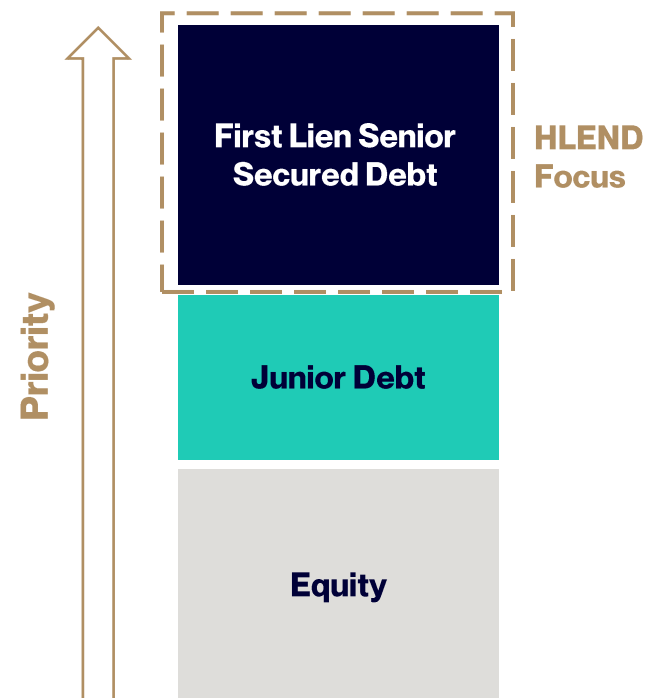 First Lien Senior
Secured Debt
HLEND
Focus
Priority
Junior Debt
Equity